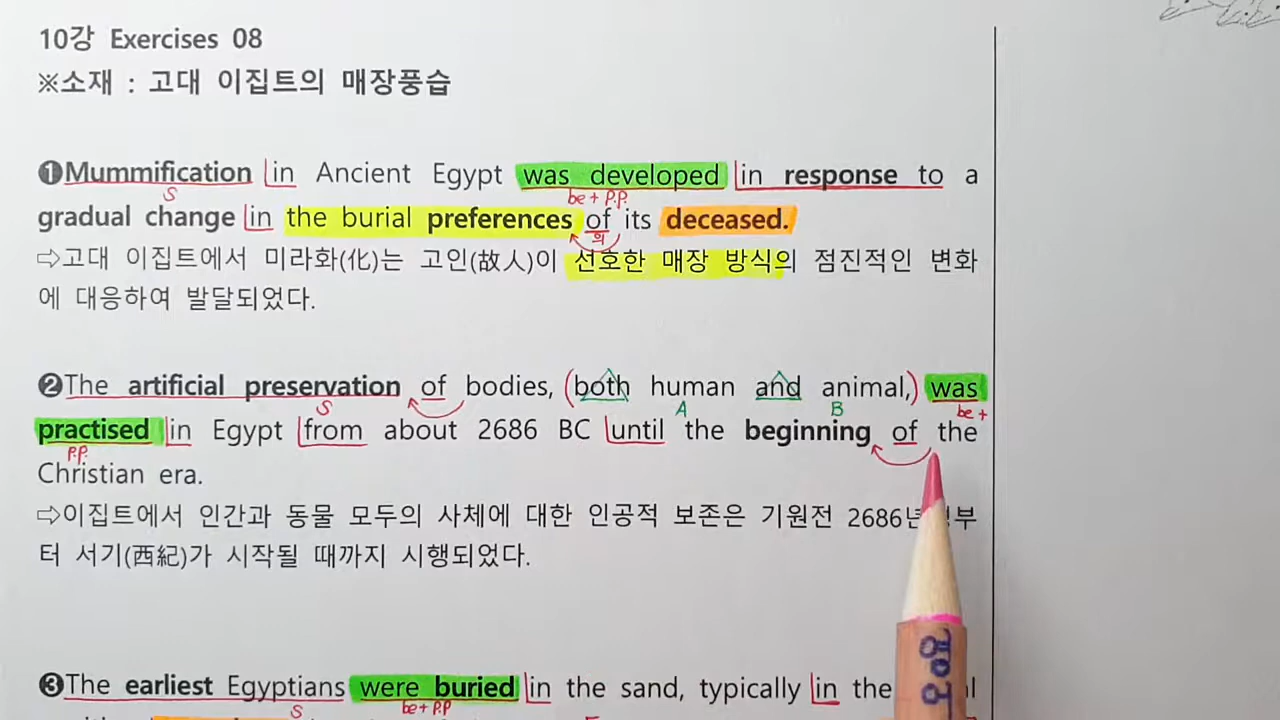 10강 Exercises 08
※소재 : 고대 이집트의 매장풍습
❶Mummification in Ancient Egypt was developed in response to a
S be+P.P.
gradual change in the burial preferences of its deceased.
의
⇨고대 이집트에서 미라화(化)는 고인(故人)이 선호한 매장 방식의 점진적인 변화
에 대응하여 발달되었다.
❷The artificial preservation of bodies, (both human and animal,) was
S A B be+
practised in Egypt from about 2686 BC until the beginning of the
P.P.
Christian era.
⇨이집트에서 인간과 동물 모두의 사체에 대한 인공적 보존은 기원전
터 서기(西紀)가 시작될 때까지 시행되었다.
❸The earliest Egyptians were buried in the sand, typically in the
S be+P.P